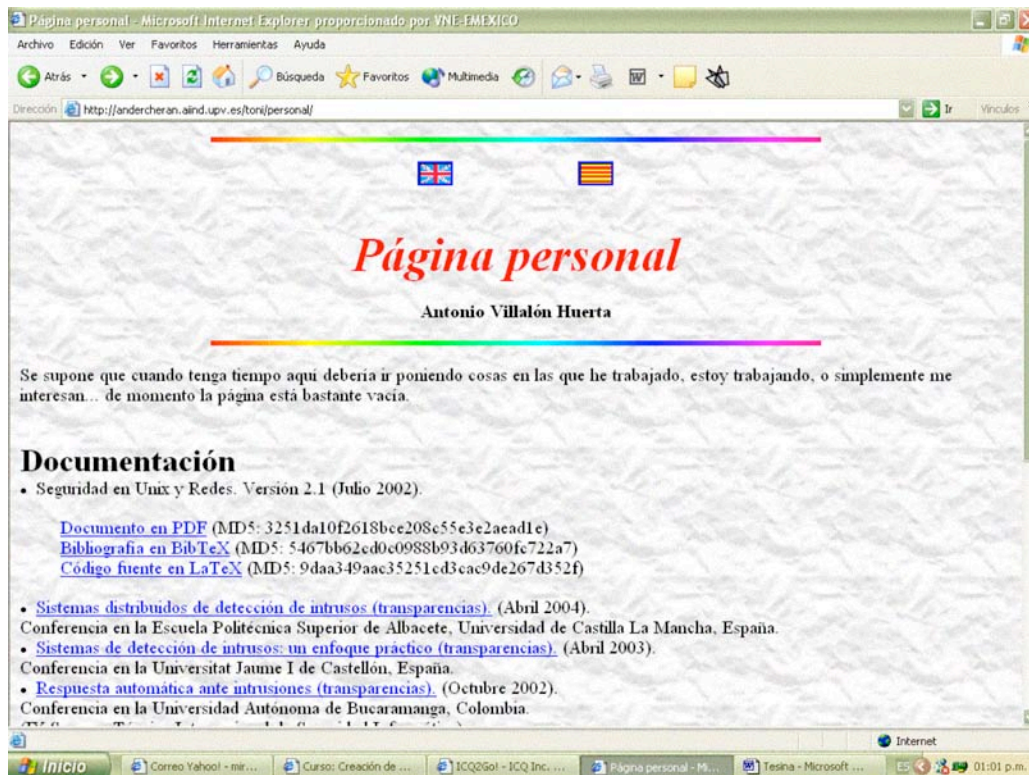 Página personal - Microsoft Internet Explorer proporcionado por VNE-EMEXICO
Archivo Edición Ver Favoritos Herramientas Ayuda
Atrás Búsqueda Favoritos Multimedia
Dirección http://andercheran.aiind.upv.es/toni/personal/ Ir Vínculos
Página personal
Antonio Villalón Huerta
Se supone que cuando tenga tiempo aquí debería ir poniendo cosas en las que he trabajado, estoy trabajando, o simplemente me
interesan... de momento la página está bastante vacía.
Documentación
• Seguridad en Unix y Redes. Versión 2.1 (Julio 2002).
Documento en PDF (MD5: 3251da10f2618bce208c55e3e2aead1e)
Bibliografía en BibTeX (MD5: 5467bb62cd0c0988b93d63760fc722a7)
Código fuente en LaTeX (MD5: 9daa349aac35251cd3cac9de267d352f)
• Sistemas distribuidos de detección de intrusos (transparencias). (Abril 2004).
Conferencia en la Escuela Politécnica Superior de Albacete, Universidad de Castilla La Mancha, España.
• Sistemas de detección de intrusos: un enfoque práctico (transparencias). (Abril 2003).
Conferencia en la Universitat Jaume I de Castellón, España.
• Respuesta automática ante intrusiones (transparencias). (Octubre 2002).
Conferencia en la Universidad Autónoma de Bucaramanga, Colombia.
Internet
Inicio Correo Yahoo! - mir... Curso: Creación de ... ICQ2Go! - ICQ Inc. ... Página personal - Mi... Tesina - Microsoft ... ES 01:01 p.m.